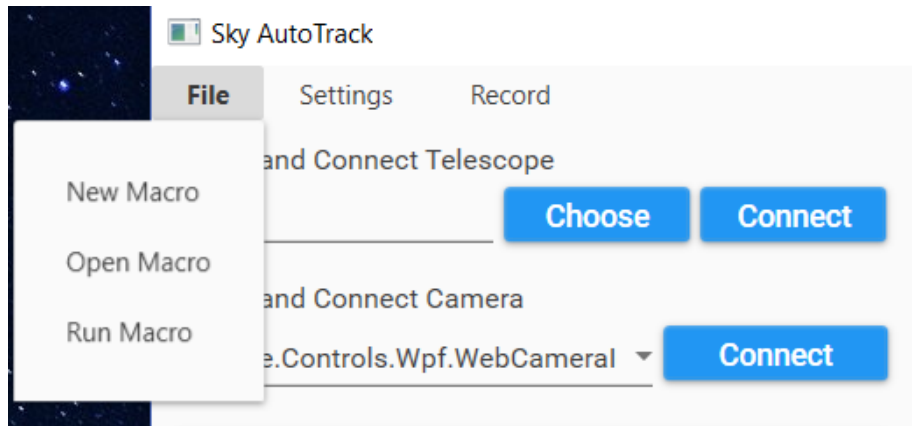 Sky AutoTrack
File Settings Record
and Connect Telescope
New Macro
Choose Connect
Open Macro
and Connect Camera
Run Macro
e.Controls.Wpf.WebCameraI
Connect